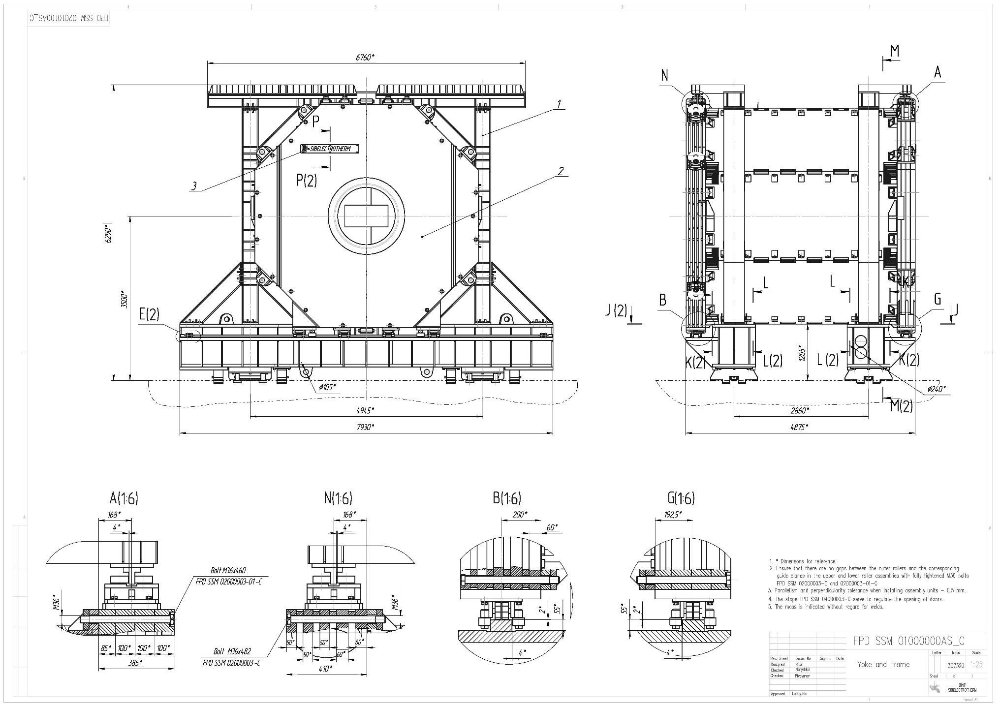 4
3
2
1
FPD SSM 02010100AS_C
6760*
M
N
A
1
P
SIBELECTROTHERM
2
P(2)
3
B
B
6290*
3500*
L
L
K
B
G
J(2)
J
E(2)
1205*
K(2)
L(2)
L(2)
K(2)
⌀105*
⌀240*
M(2)
4945*
2860*
7930*
4875*
A(1:6)
N(1:6)
B(1:6)
G(1:6)
168*
168*
200*
192,5*
A
A
4*
4*
60*
Bolt M36x460
FPD SSM 02000003-01-C
M36*
M36*
2*
55*
55*
2*
85*
100*
100*
100*
50*
50*
60*
50*
60*
385*
410*
4*
4*
Bolt M36x482
FPD SSM 02000003-C
1. * Dimensons for reference.
2. Ensure that there are no gaps between the outer rollers and the corresponding
guide planes in the upper and lower roller assemblies with fully tightened M36 bolts
FPD SSM 02000003-C and 02000003-01-C
3. Parallelism and perpendicularity tolerance when installing assembly units - 0.5 mm.
4. The stops FPD SSM 04000003-C serve to regulate the opening of doors.
5. The mass is indicated without regard for welds.
FPD SSM 01000000AS_C
Letter Mass Scale
Rev. Sheet Docum. No Signat. Date
Designed Riter
Checked Naryshkin
Checked Pivovarov
Yoke and Frame
307320 1:25
Sheet 1 of 3
BINP
SIBELECTROTHERM
Approved Lashyuhin
1
Format A1